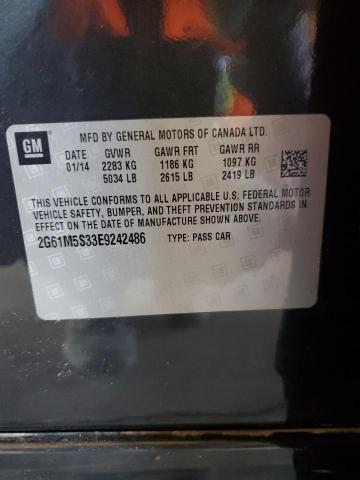 GM
MFD BY GENERAL MOTORS OF CANADA LTD.
DATE GVWR GAWR FRT GAWR RR
01/14 2283 KG 1186 KG 1097 KG
5034 LB 2615 LB 2419 LB
THIS VEHICLE CONFORMS TO ALL APPLICABLE U.S. FEDERAL MOTOR
VEHICLE SAFETY, BUMPER, AND THEFT PREVENTION STANDARDS IN
EFFECT ON THE DATE OF MANUFACTURE SHOWN ABOVE.
2G61M5S33E9242486 TYPE: PASS CAR